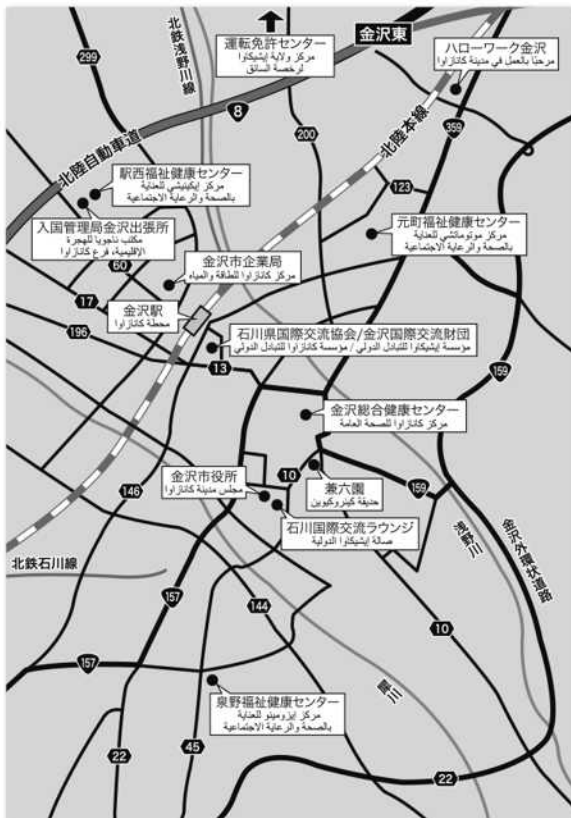 金沢東
運転免許センター
مركز ولاية إيشيكاوا
لرخصة السائق
ハローワーク金沢
مرحبًا بالعمل في مدينة كانازاوا
299
北鉄浅野川線
8
200
北陸本線
359
北陸自動車道
123
駅西福祉健康センター
مركز إيكينيشي للعناية
بالصحة والرعاية الاجتماعية
入国管理局金沢出張所
مكتب ناجويا للهجرة
الإقليمية، فرع كانازاوا
元町福祉健康センター
مركز موتوماتشي للعناية
بالصحة والرعاية الاجتماعية
60
金沢市企業局
مركز كانازاوا للطاقة والمياه
17
金沢駅
محطة كانازاوا
196
石川県国際交流協会/金沢国際交流財団
مؤسسة إيشيكاوا للتبادل الدولي / مؤسسة كانازاوا للتبادل الدولي
13
159
金沢総合健康センター
مركز كانازاوا للصحة العامة
10
兼六園
حديقة كينروكيوين
159
146
金沢市役所
مجلس مدينة كانازاوا
石川国際交流ラウンジ
صالة إيشيكاوا الدولية
浅野川
金沢外環状道路
北鉄石川線
157
144
10
157
犀川
泉野福祉健康センター
مركز إيزومينو للعناية
بالصحة والرعاية الاجتماعية
22
45
22